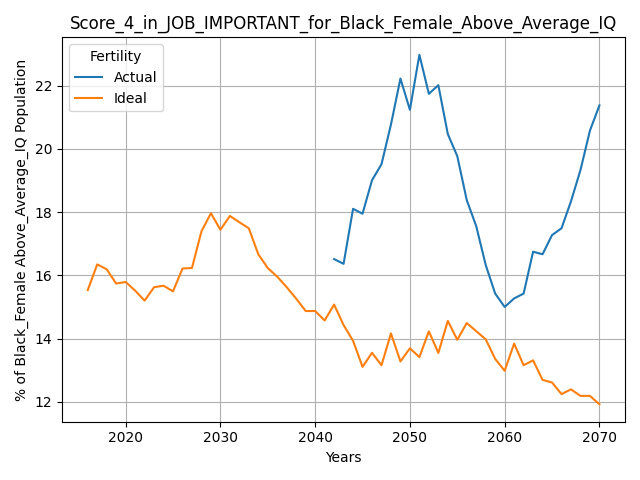 Score_4_in_JOB_IMPORTANT_for_Black_Female_Above_Average_IQ
Fertility
Actual
Ideal
% of Black_Female Above_Average_IQ Population
22
20
18
16
14
12
2020
2030
2040
2050
2060
2070
Years